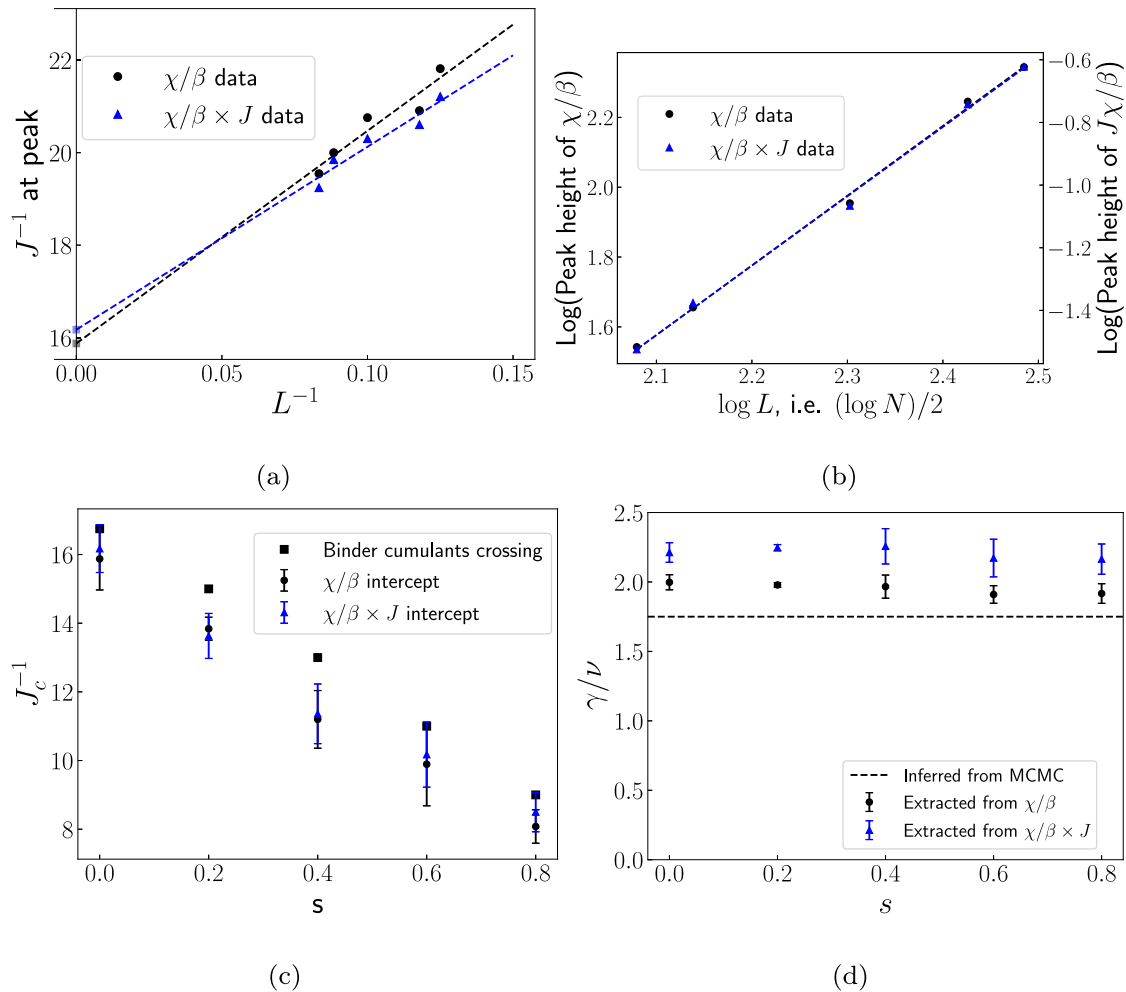 22
20
18
16
J⁻¹ at peak
χ/β data
χ/β × J data
0.00
0.05
0.10
0.15
L⁻¹
(a)
2.2
2.0
1.8
1.6
Log(Peak height of χ/β)
χ/β data
χ/β × J data
−0.6
−0.8
−1.0
−1.2
−1.4
Log(Peak height of Jχ/β)
2.1
2.2
2.3
2.4
2.5
log L, i.e. (log N)/2
(b)
16
14
12
10
8
J_c⁻¹
Binder cumulants crossing
χ/β intercept
χ/β × J intercept
0.0
0.2
0.4
0.6
0.8
s
(c)
2.5
2.0
1.5
1.0
0.5
0.0
γ/ν
Inferred from MCMC
Extracted from χ/β
Extracted from χ/β × J
0.0
0.2
0.4
0.6
0.8
s
(d)